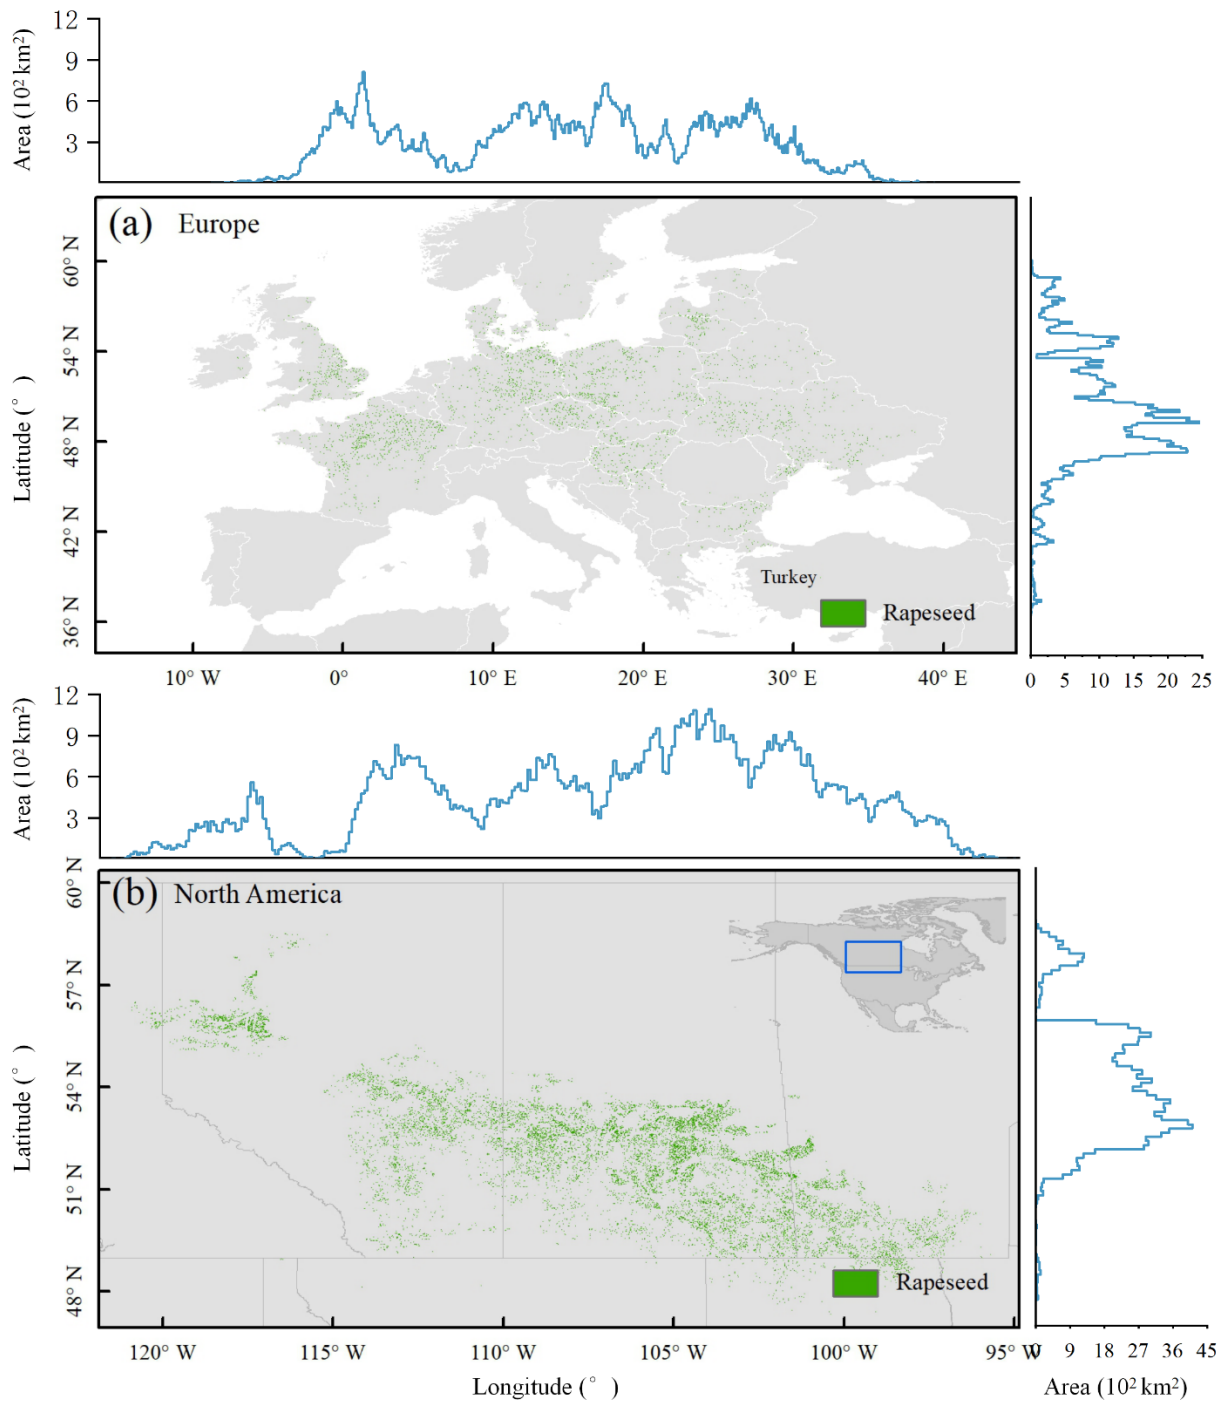 12
9
6
3
Area (10² km²)
(a) Europe
60° N
54° N
48° N
42° N
36° N
Latitude (° )
Turkey
Rapeseed
10° W 0° 10° E 20° E 30° E 40° E
0 5 10 15 20 25
12
9
6
3
Area (10² km²)
(b) North America
60° N
57° N
54° N
51° N
48° N
Latitude (° )
Rapeseed
120° W 115° W 110° W 105° W 100° W 95° W
0 9 18 27 36 45
Longitude (° )
Area (10² km²)